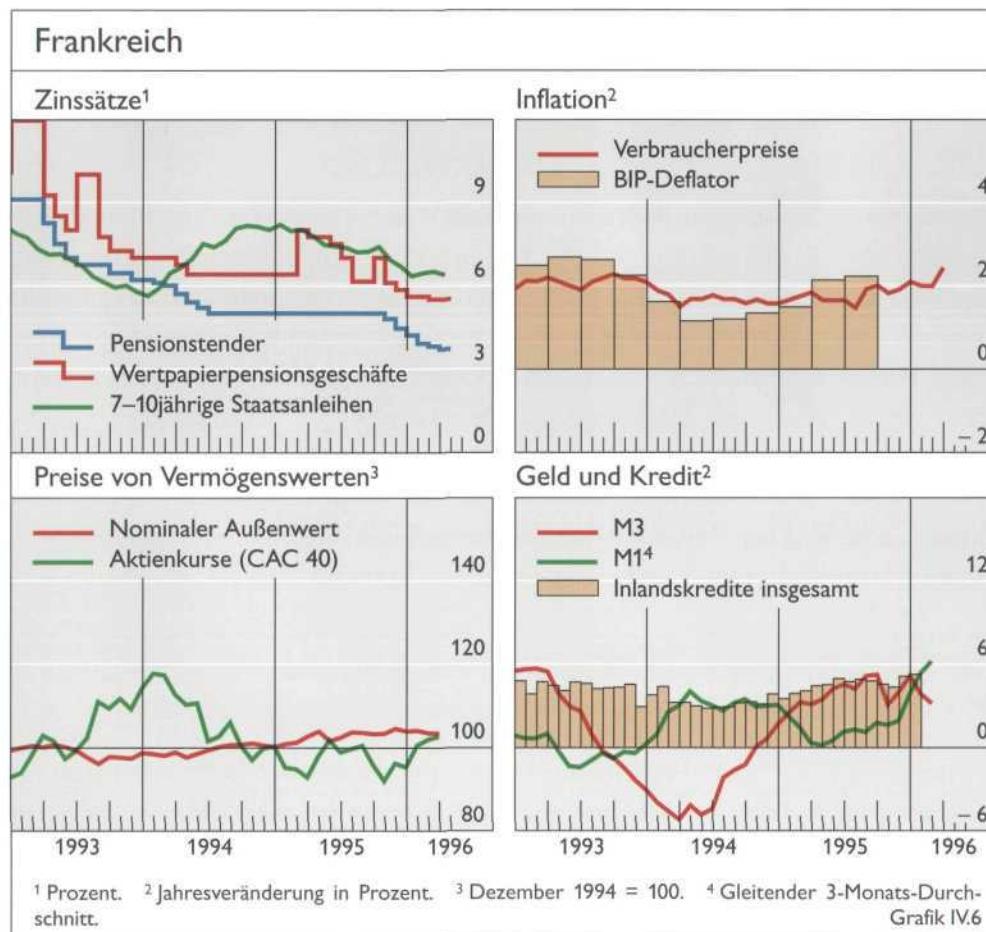 Frankreich
Zinssätze¹
9
6
3
0
Pensionstender
Wertpapierpensionsgeschäfte
7–10jährige Staatsanleihen
Inflation²
4
2
0
– 2
Verbraucherpreise
BIP-Deflator
Preise von Vermögenswerten³
Nominaler Außenwert
Aktienkurse (CAC 40)
140
120
100
80
1993 1994 1995 1996
Geld und Kredit²
M3
M1⁴
Inlandskredite insgesamt
12
6
0
– 6
1993 1994 1995 1996
¹ Prozent. ² Jahresveränderung in Prozent. ³ Dezember 1994 = 100. ⁴ Gleitender 3-Monats-Durch-
schnitt. Grafik IV.6